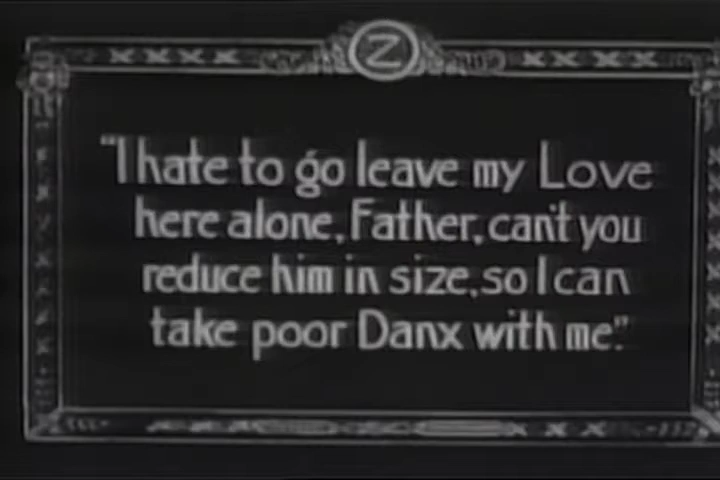 Z
"I hate to go leave my Love
here alone, Father, can't you
reduce him in size, so I can
take poor Danx with me."